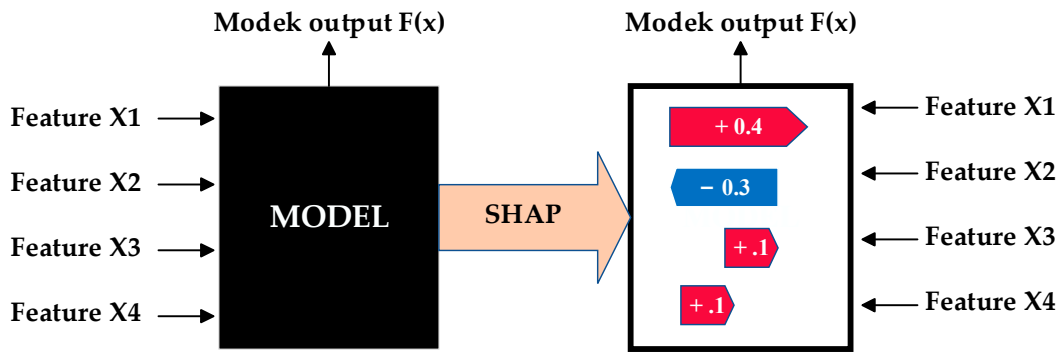 Modek output F(x)
Modek output F(x)
Feature X1
Feature X2
Feature X3
Feature X4
MODEL
SHAP
+ 0.4
− 0.3
+ .1
+ .1
Feature X1
Feature X2
Feature X3
Feature X4